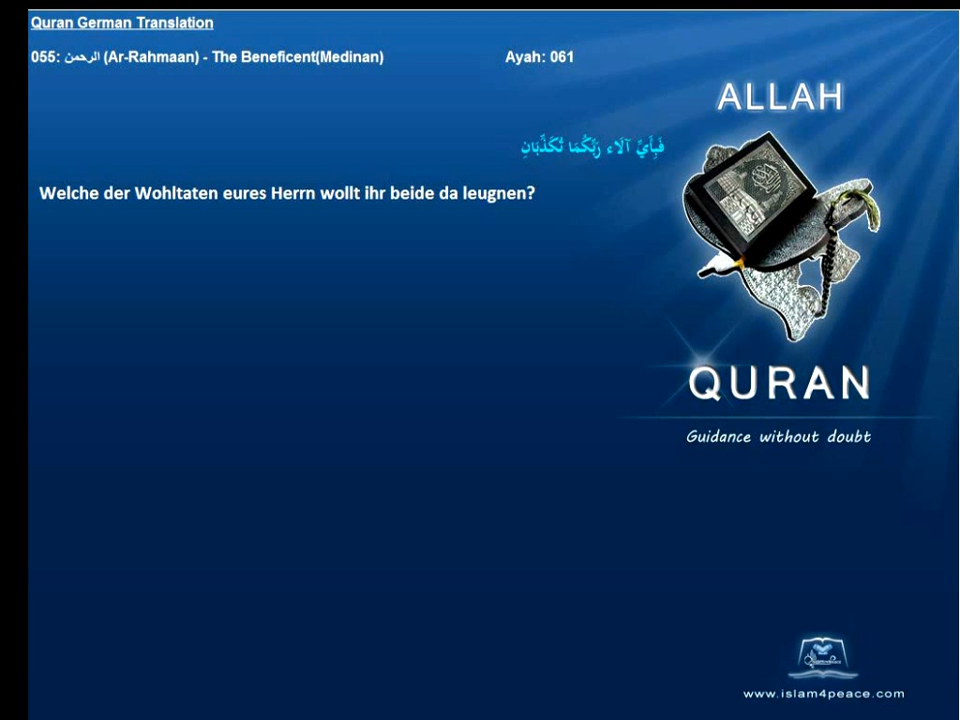 Quran German Translation
055: الرحمن (Ar-Rahmaan) - The Beneficent(Medinan) Ayah: 061
ALLAH
فَبِأَيِّ آلَاء رَبِّكُمَا تُكَذِّبَانِ
Welche der Wohltaten eures Herrn wollt ihr beide da leugnen?
QURAN
Guidance without doubt
www.islam4peace.com